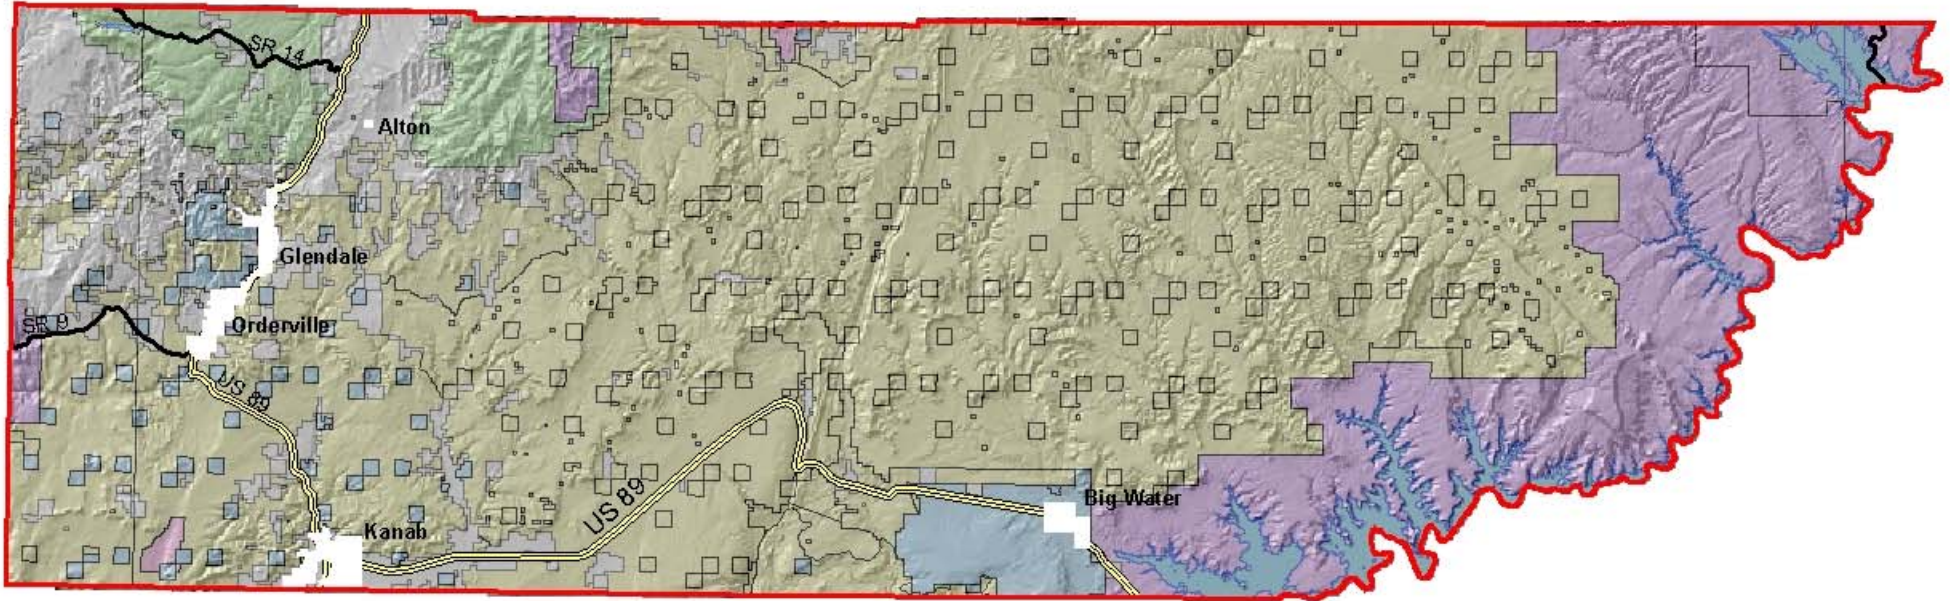 SR 14
Alton
Glendale
SR 9
Orderville
US 89
US 89
Big Water
Kanab